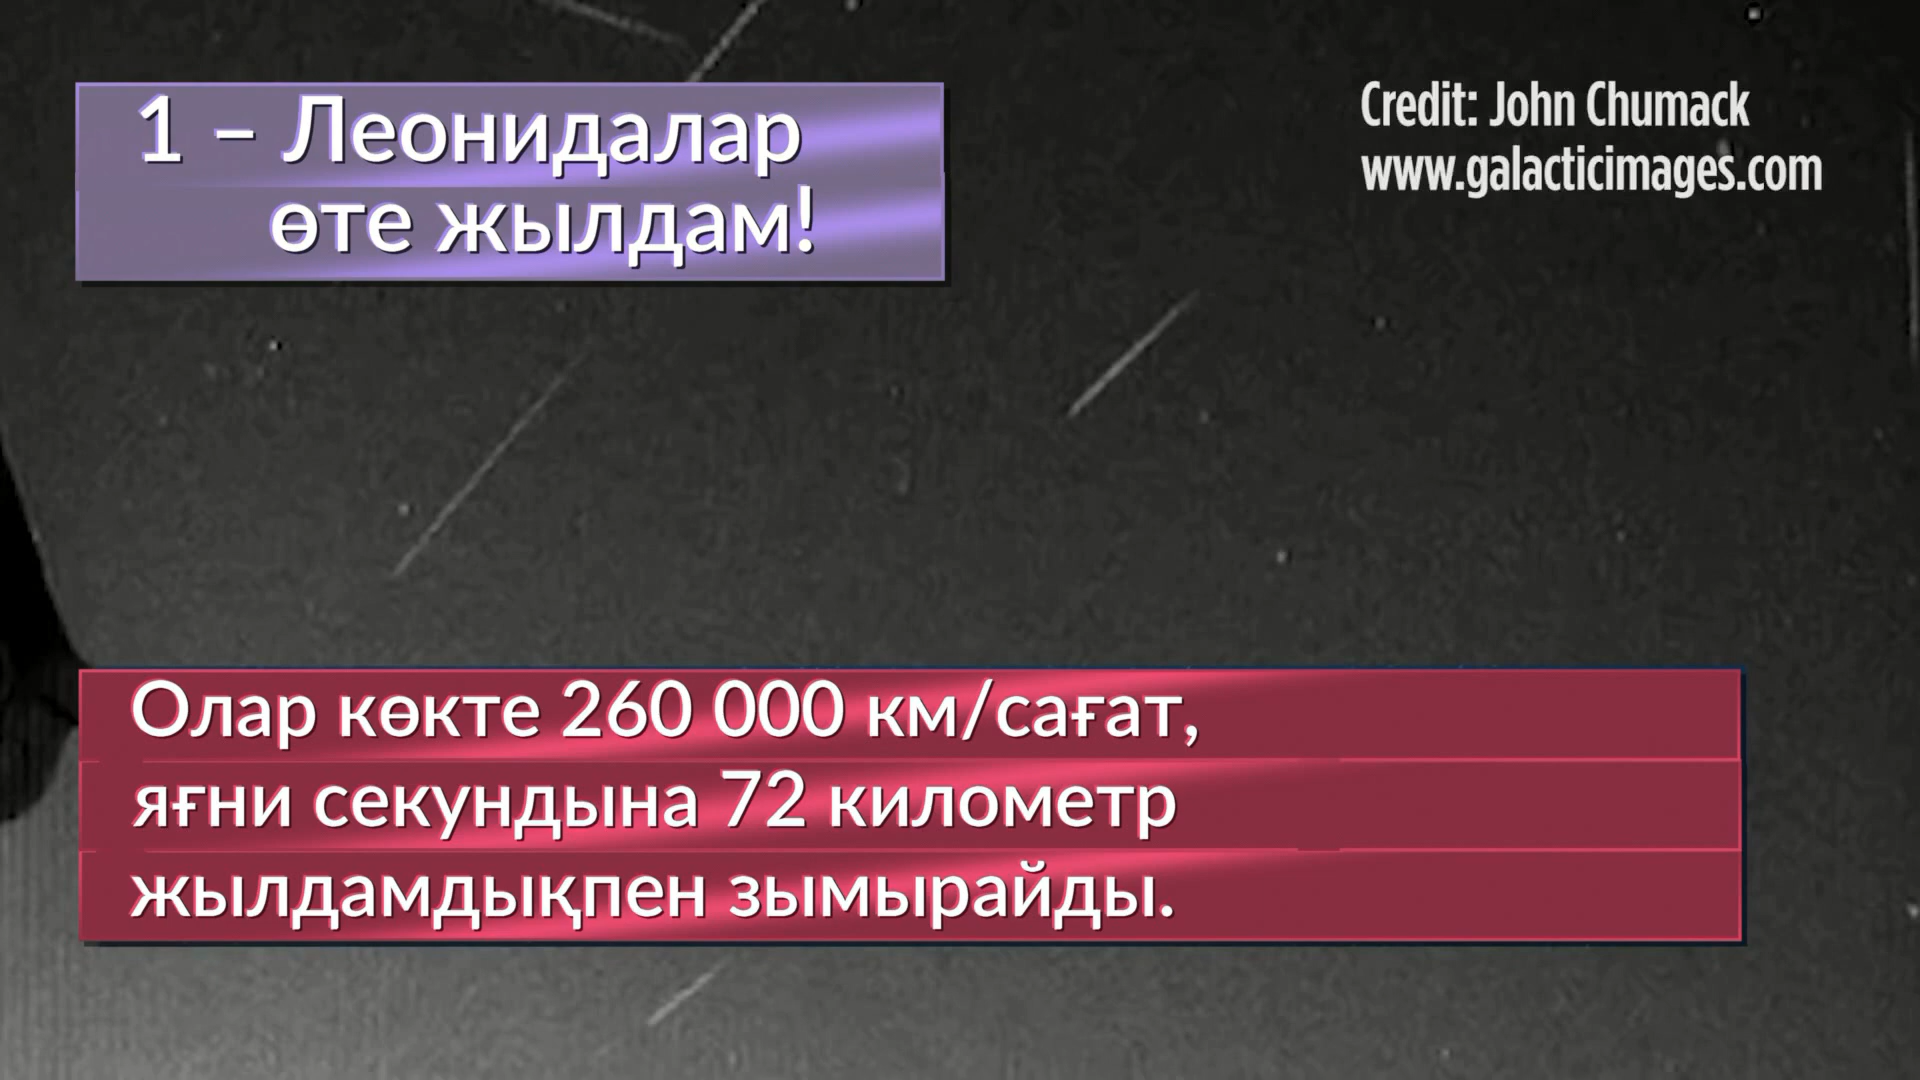 1 – Леонидалар
өте жылдам!
Credit: John Chumack
www.galacticimages.com
Олар көкте 260 000 км/сағат,
яғни секундына 72 километр
жылдамдықпен зымырайды.